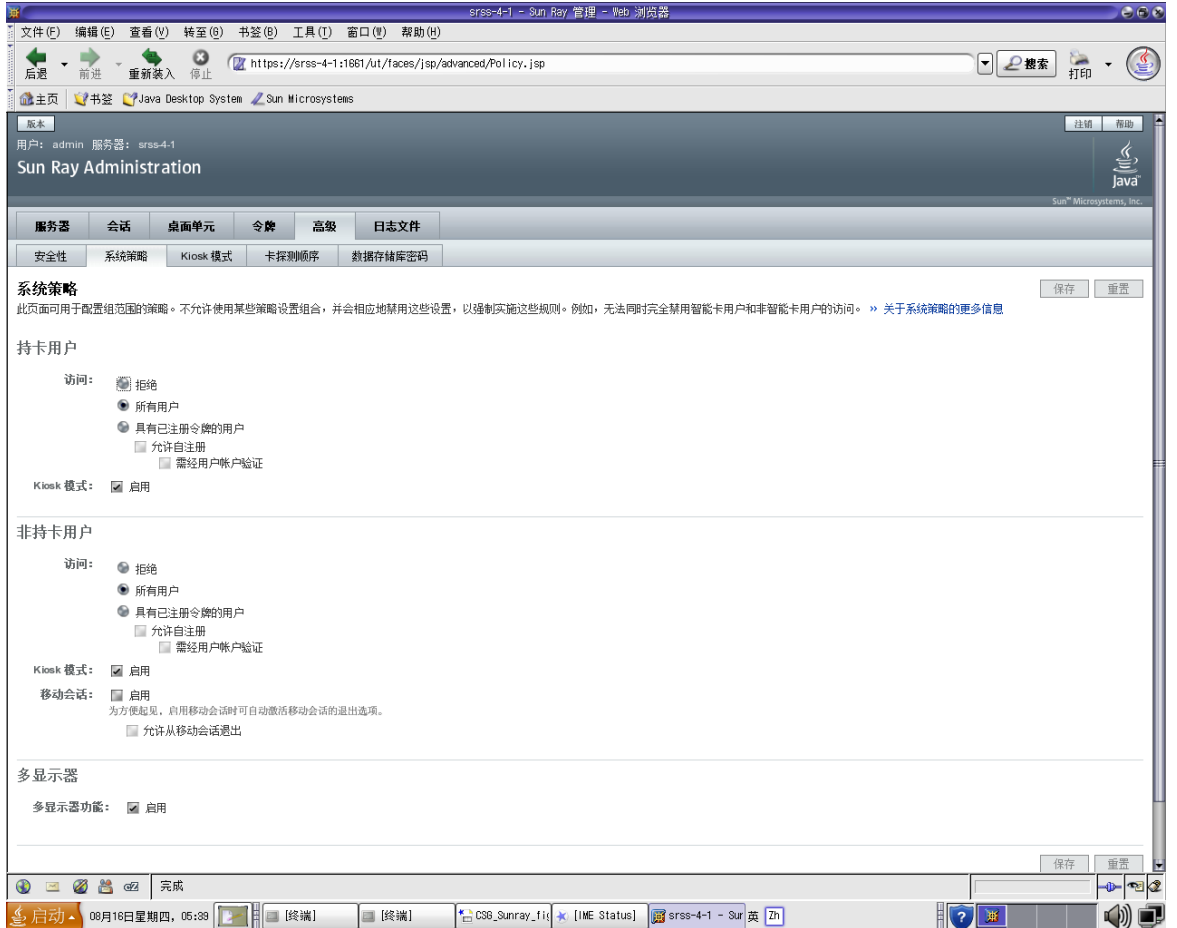 srss-4-1 - Sun Ray 管理 - Web 浏览器
文件(F) 编辑(E) 查看(V) 转至(G) 书签(B) 工具(T) 窗口(W) 帮助(H)
后退 前进 重新装入 停止 https://srss-4-1:1661/ut/faces/jsp/advanced/Policy.jsp 搜索 打印
主页 书签 Java Desktop System Sun Microsystems
版本 注销 帮助
用户: admin 服务器: srss-4-1
Sun Ray Administration
Java™
Sun™ Microsystems, Inc.
服务器 会话 桌面单元 令牌 高级 日志文件
安全性 系统策略 Kiosk 模式 卡探测顺序 数据存储库密码
系统策略 保存 重置
此页面可用于配置组范围的策略。不允许使用某些策略设置组合，并会相应地禁用这些设置，以强制实施这些规则。例如，无法同时完全禁用智能卡用户和非智能卡用户的访问。 » 关于系统策略的更多信息
持卡用户
访问: 拒绝
所有用户
具有已注册令牌的用户
允许自注册
需经用户帐户验证
Kiosk 模式: 启用
非持卡用户
访问: 拒绝
所有用户
具有已注册令牌的用户
允许自注册
需经用户帐户验证
Kiosk 模式: 启用
移动会话: 启用
为方便起见，启用移动会话时可自动激活移动会话的退出选项。
允许从移动会话退出
多显示器
多显示器功能: 启用
保存 重置
完成
启动 08月16日星期四, 05:39 [终端] [终端] CS8_Sunray_fig [IME Status] srss-4-1 - Sur 英 Zh